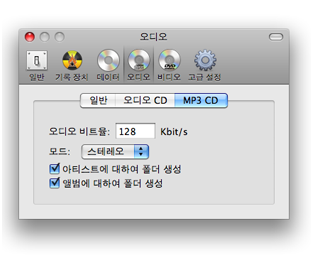 오디오
일반 기록 장치 데이터 오디오 비디오 고급 설정
일반 오디오 CD MP3 CD
오디오 비트율: 128 Kbit/s
모드: 스테레오
아티스트에 대하여 폴더 생성
앨범에 대하여 폴더 생성